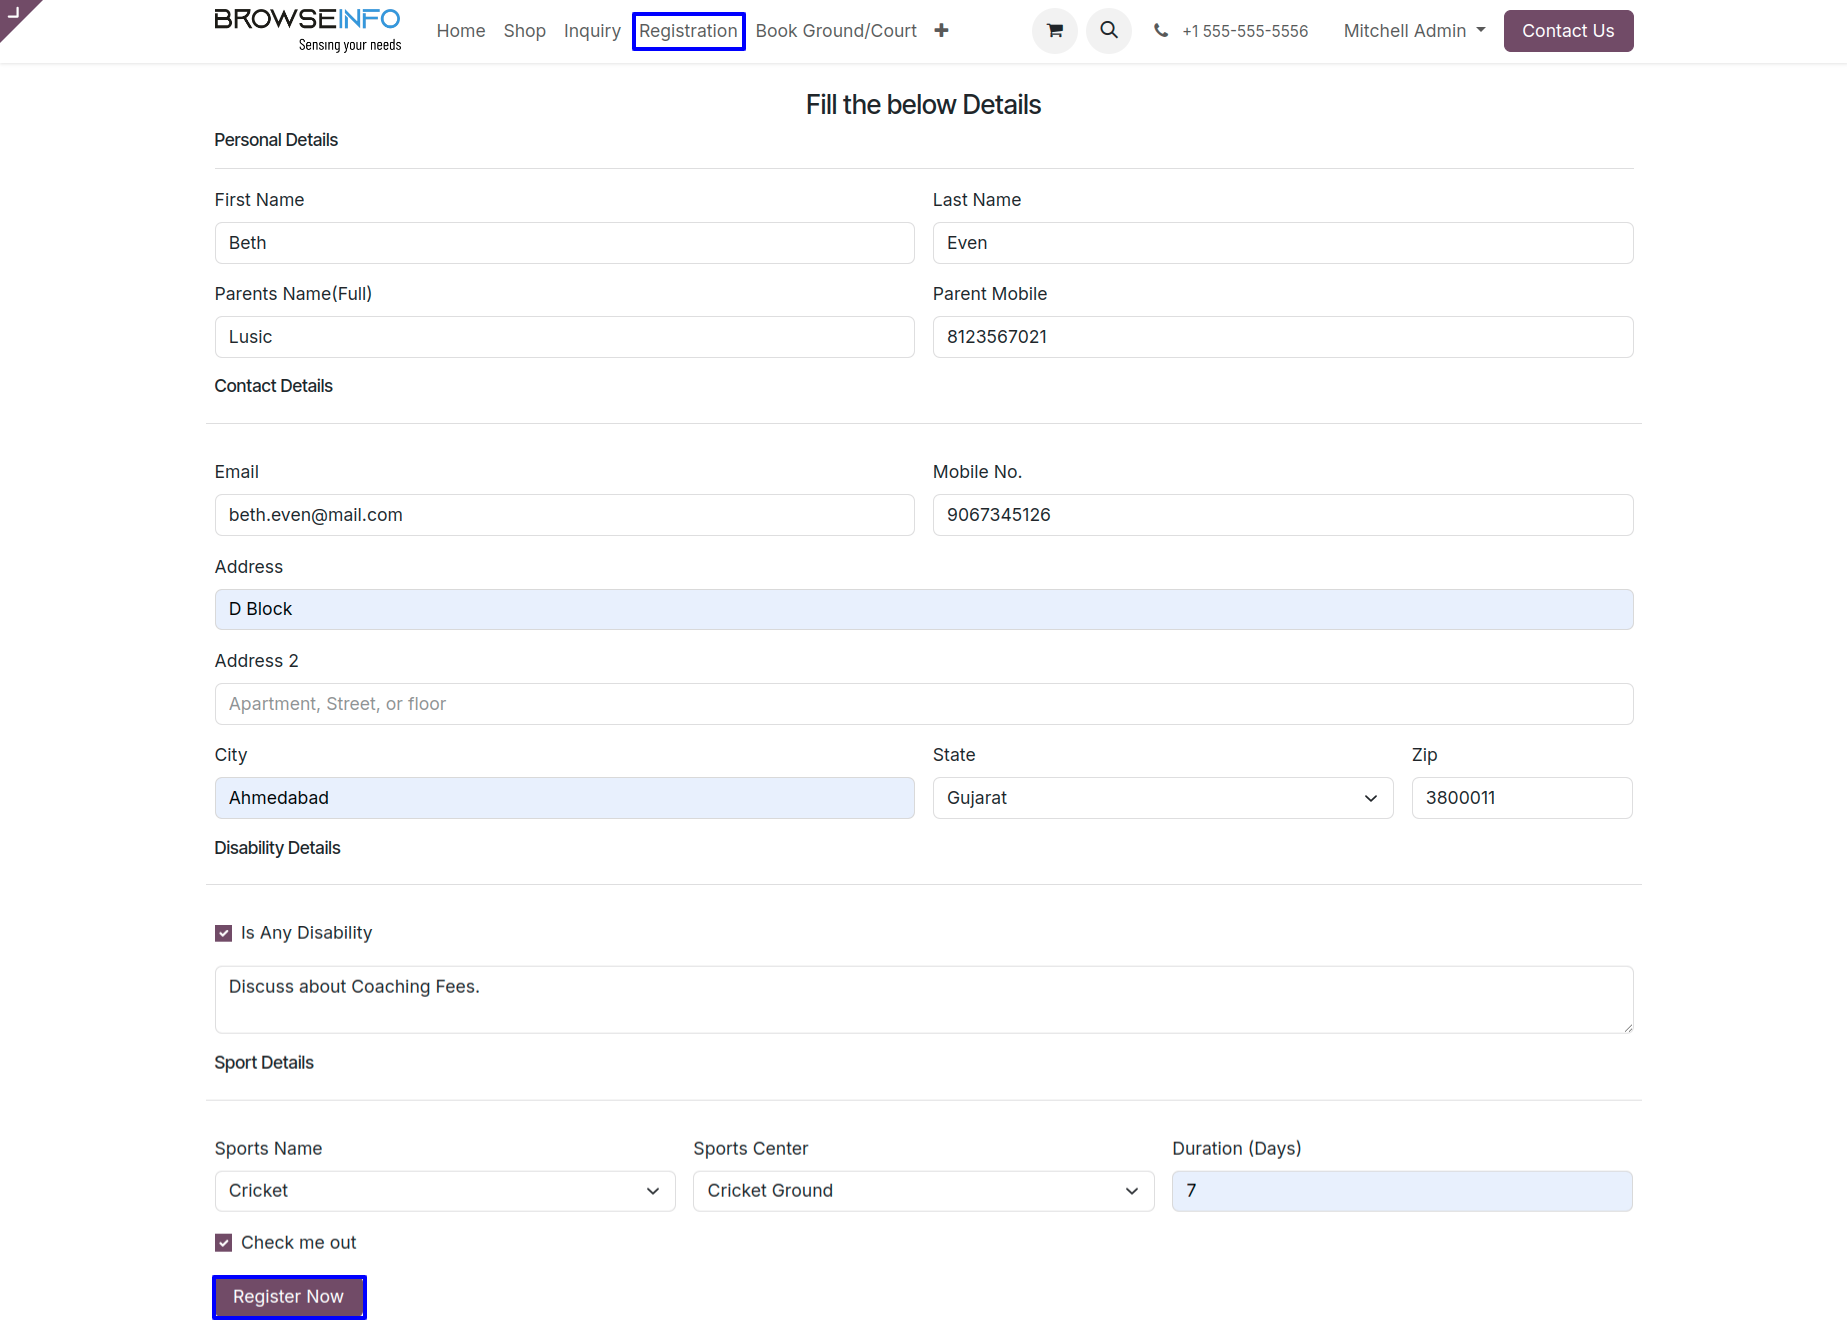 BROWSEINFO
Sensing your needs
Home Shop Inquiry Registration Book Ground/Court +1 555-555-5556 Mitchell Admin Contact Us
Fill the below Details
Personal Details
First Name Last Name
Beth Even
Parents Name(Full) Parent Mobile
Lusic 8123567021
Contact Details
Email Mobile No.
beth.even@mail.com 9067345126
Address
D Block
Address 2
Apartment, Street, or floor
City State Zip
Ahmedabad Gujarat 3800011
Disability Details
Is Any Disability
Discuss about Coaching Fees.
Sport Details
Sports Name Sports Center Duration (Days)
Cricket Cricket Ground 7
Check me out
Register Now